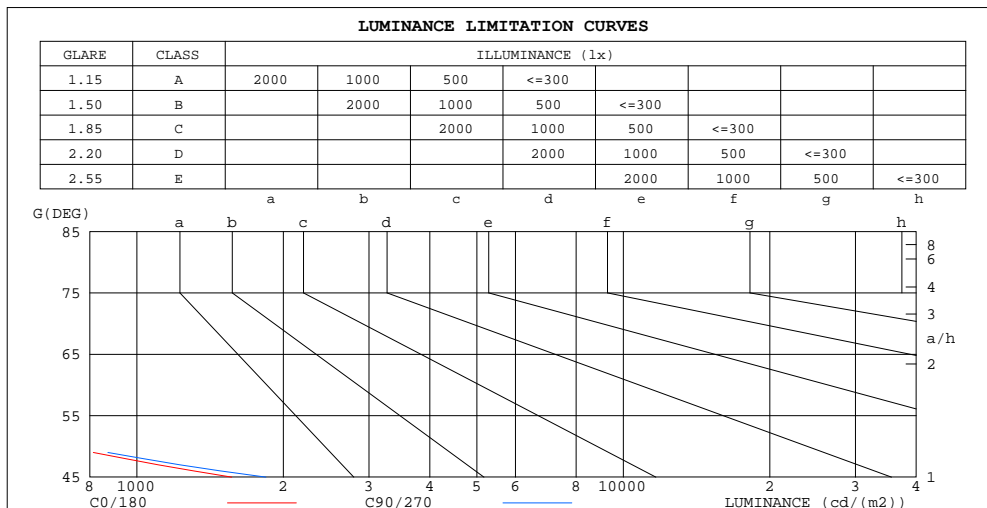 LUMINANCE LIMITATION CURVES
GLARE CLASS ILLUMINANCE (lx)
1.15 A 2000 1000 500 <=300
1.50 B 2000 1000 500 <=300
1.85 C 2000 1000 500 <=300
2.20 D 2000 1000 500 <=300
2.55 E 2000 1000 500 <=300
a b c d e f g h
G(DEG)
a b c d e f g h
85
8
6
75
4
3
a/h
65
2
55
45
1
8 10000 2 3 4 5 6 8 10000 2 3 4
C0/180 C90/270 LUMINANCE (cd/(m2))